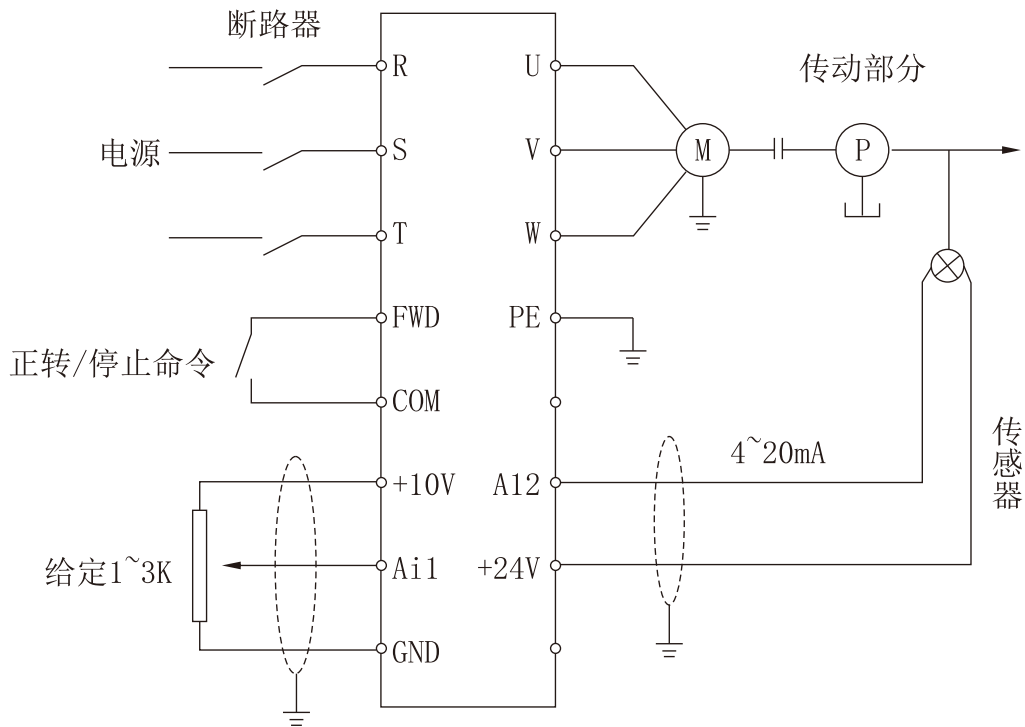 断路器
R
U
传动部分
电源
S
V
M
P
T
W
FWD
PE
正转/停止命令
COM
4~20mA
传感器
+10V
A12
给定1~3K
Ai1
+24V
GND